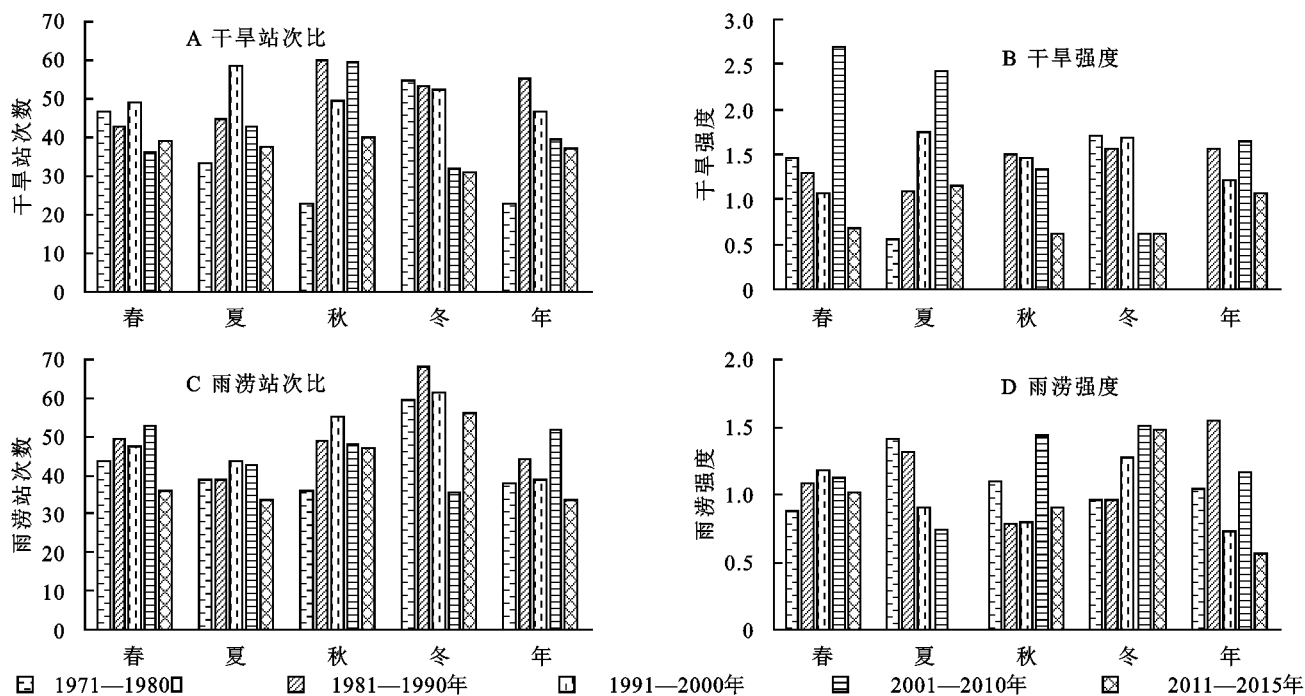 A 干旱站次比
干旱站次数
70
60
50
40
30
20
10
0
春 夏 秋 冬 年
B 干旱强度
干旱强度
3.0
2.5
2.0
1.5
1.0
0.5
0
春 夏 秋 冬 年
C 雨涝站次比
雨涝站次数
70
60
50
40
30
20
10
0
春 夏 秋 冬 年
D 雨涝强度
雨涝强度
2.0
1.5
1.0
0.5
0
春 夏 秋 冬 年
1971—1980 1981—1990年 1991—2000年 2001—2010年 2011—2015年